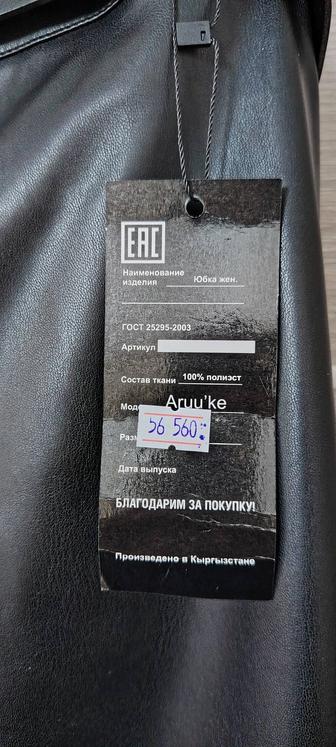 EAC
Наименование
изделия Юбка жен.
ГОСТ 25295-2003
Артикул
Состав ткани 100% полиэст
Aruu'ke
56 560
Дата выпуска
БЛАГОДАРИМ ЗА ПОКУПКУ!
Произведено в Кыргызстане